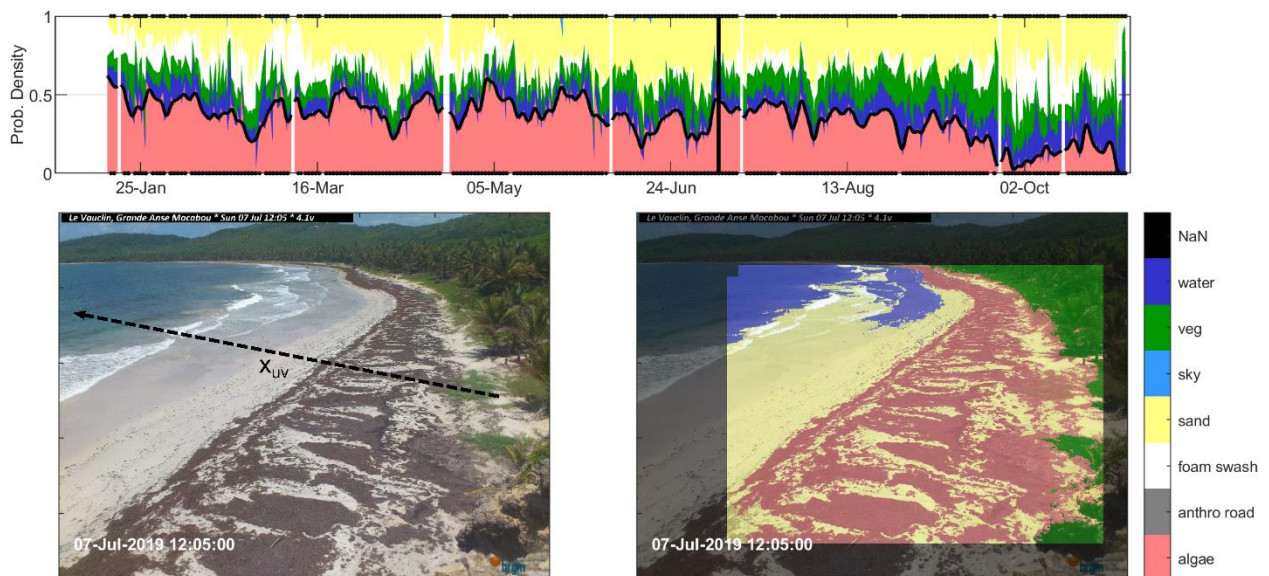 Prob. Density
1
0.5
0
25-Jan
16-Mar
05-May
24-Jun
13-Aug
02-Oct
Le Vauclin, Grande Anse Macabou * Sun 07 Jul 12:05 * 4.1v
Le Vauclin, Grande Anse Macabou * Sun 07 Jul 12:05 * 4.1v
xuv
07-Jul-2019 12:05:00
brgm
07-Jul-2019 12:05:00
NaN
water
veg
sky
sand
foam swash
anthro road
algae